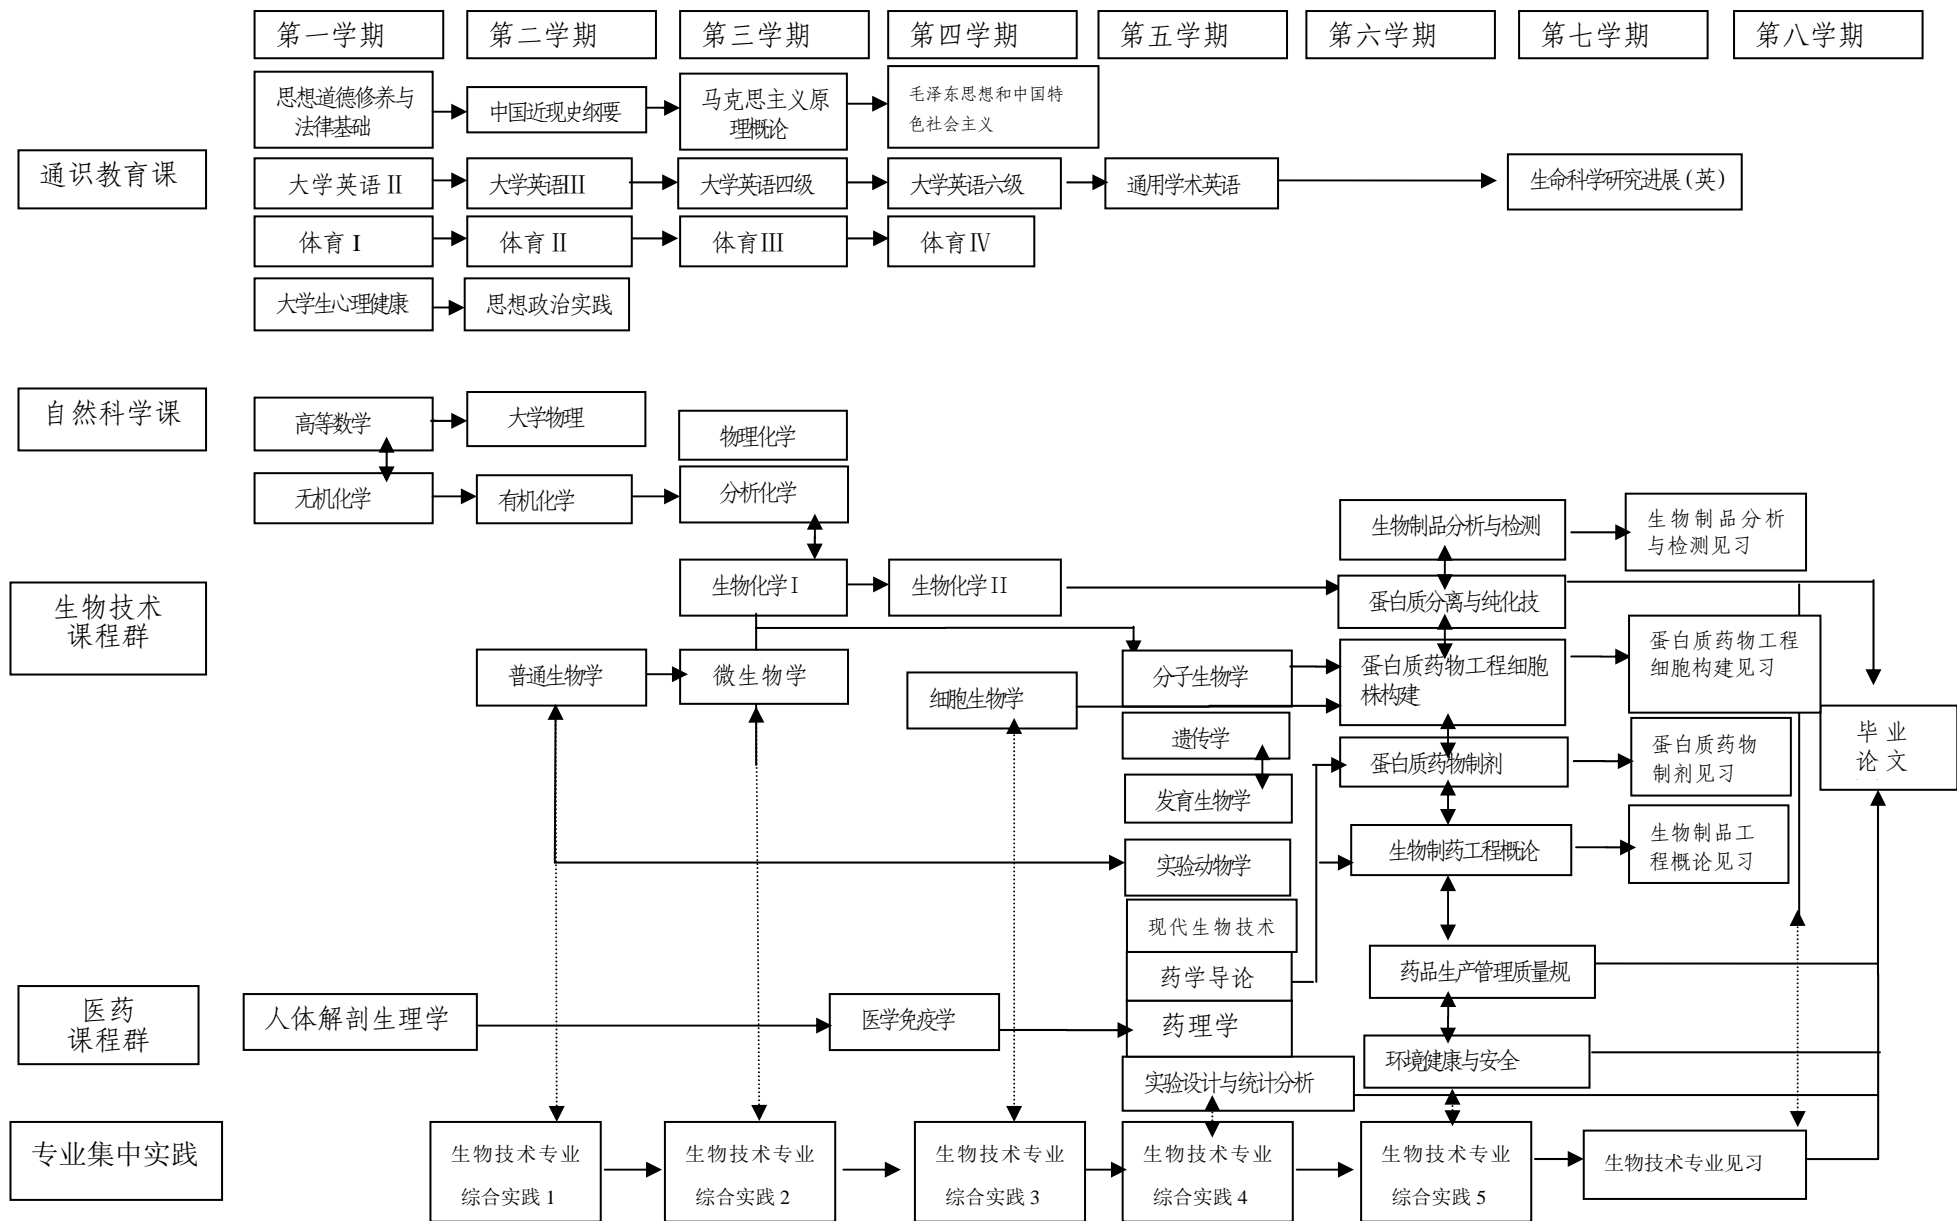 第一学期
第二学期
第三学期
第四学期
第五学期
第六学期
第七学期
第八学期
通识教育课
思想道德修养与
法律基础
中国近现史纲要
马克思主义原
理概论
毛泽东思想和中国特
色社会主义
大学英语Ⅱ
大学英语Ⅲ
大学英语四级
大学英语六级
通用学术英语
生命科学研究进展(英)
体育 I
体育Ⅱ
体育Ⅲ
体育Ⅳ
大学生心理健康
思想政治实践
自然科学课
高等数学
大学物理
物理化学
无机化学
有机化学
分析化学
生物技术
课程群
生物制品分析与检测
生物制品分析
与检测见习
生物化学 I
生物化学 II
蛋白质分离与纯化技
普通生物学
微生物学
细胞生物学
分子生物学
蛋白质药物工程细胞
株构建
蛋白质药物工程
细胞构建见习
遗传学
蛋白质药物制剂
蛋白质药物
制剂见习
毕 业
论 文
发育生物学
实验动物学
生物制药工程概论
生物制品工
程概论见习
现代生物技术
医药
课程群
药学导论
药品生产管理质量规
人体解剖生理学
医学免疫学
药理学
环境健康与安全
实验设计与统计分析
专业集中实践
生物技术专业
综合实践 1
生物技术专业
综合实践 2
生物技术专业
综合实践 3
生物技术专业
综合实践 4
生物技术专业
综合实践 5
生物技术专业见习